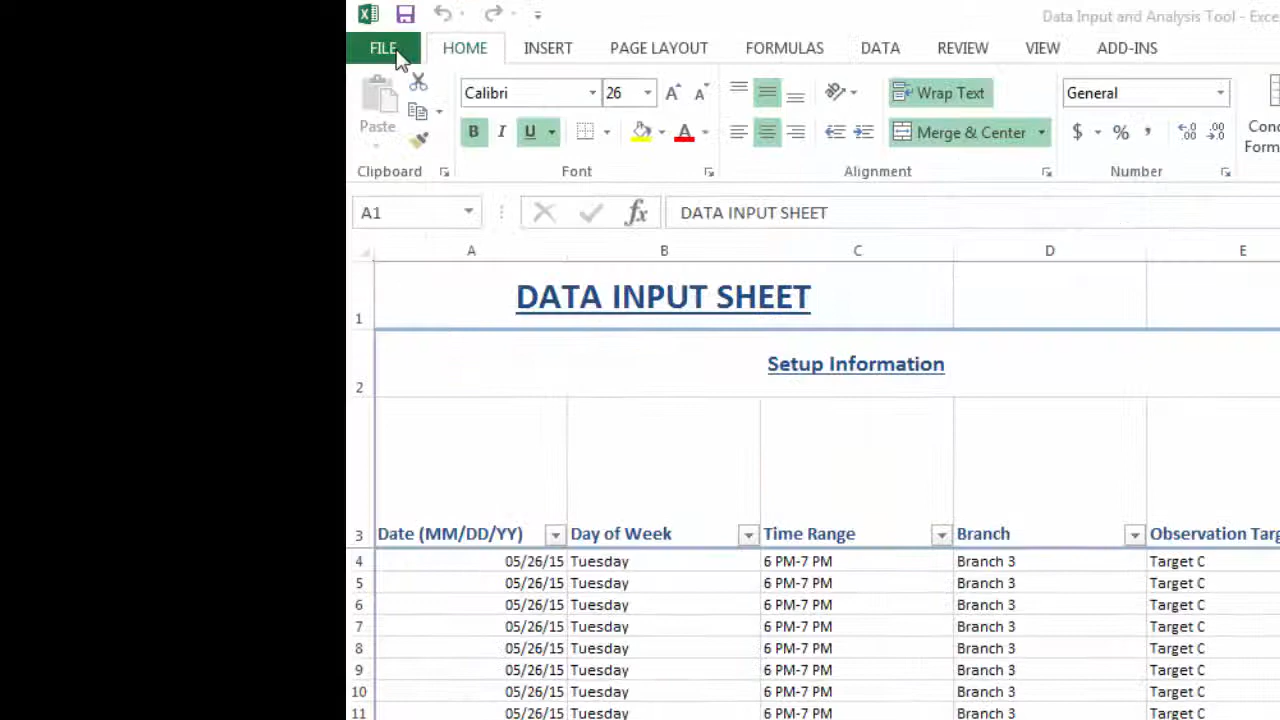 Data Input and Analysis Tool - Exce
FILE HOME INSERT PAGE LAYOUT FORMULAS DATA REVIEW VIEW ADD-INS
Calibri 26 Wrap Text General
Paste B I U A Merge & Center $ % Con
Form
Clipboard Font Alignment Number
A1 fx DATA INPUT SHEET
A B C D E
1 DATA INPUT SHEET
2 Setup Information
3 Date (MM/DD/YY) Day of Week Time Range Branch Observation Targ
4 05/26/15 Tuesday 6 PM-7 PM Branch 3 Target C
5 05/26/15 Tuesday 6 PM-7 PM Branch 3 Target C
6 05/26/15 Tuesday 6 PM-7 PM Branch 3 Target C
7 05/26/15 Tuesday 6 PM-7 PM Branch 3 Target C
8 05/26/15 Tuesday 6 PM-7 PM Branch 3 Target C
9 05/26/15 Tuesday 6 PM-7 PM Branch 3 Target C
10 05/26/15 Tuesday 6 PM-7 PM Branch 3 Target C
11 05/26/15 Tuesday 6 PM-7 PM Branch 3 Target C